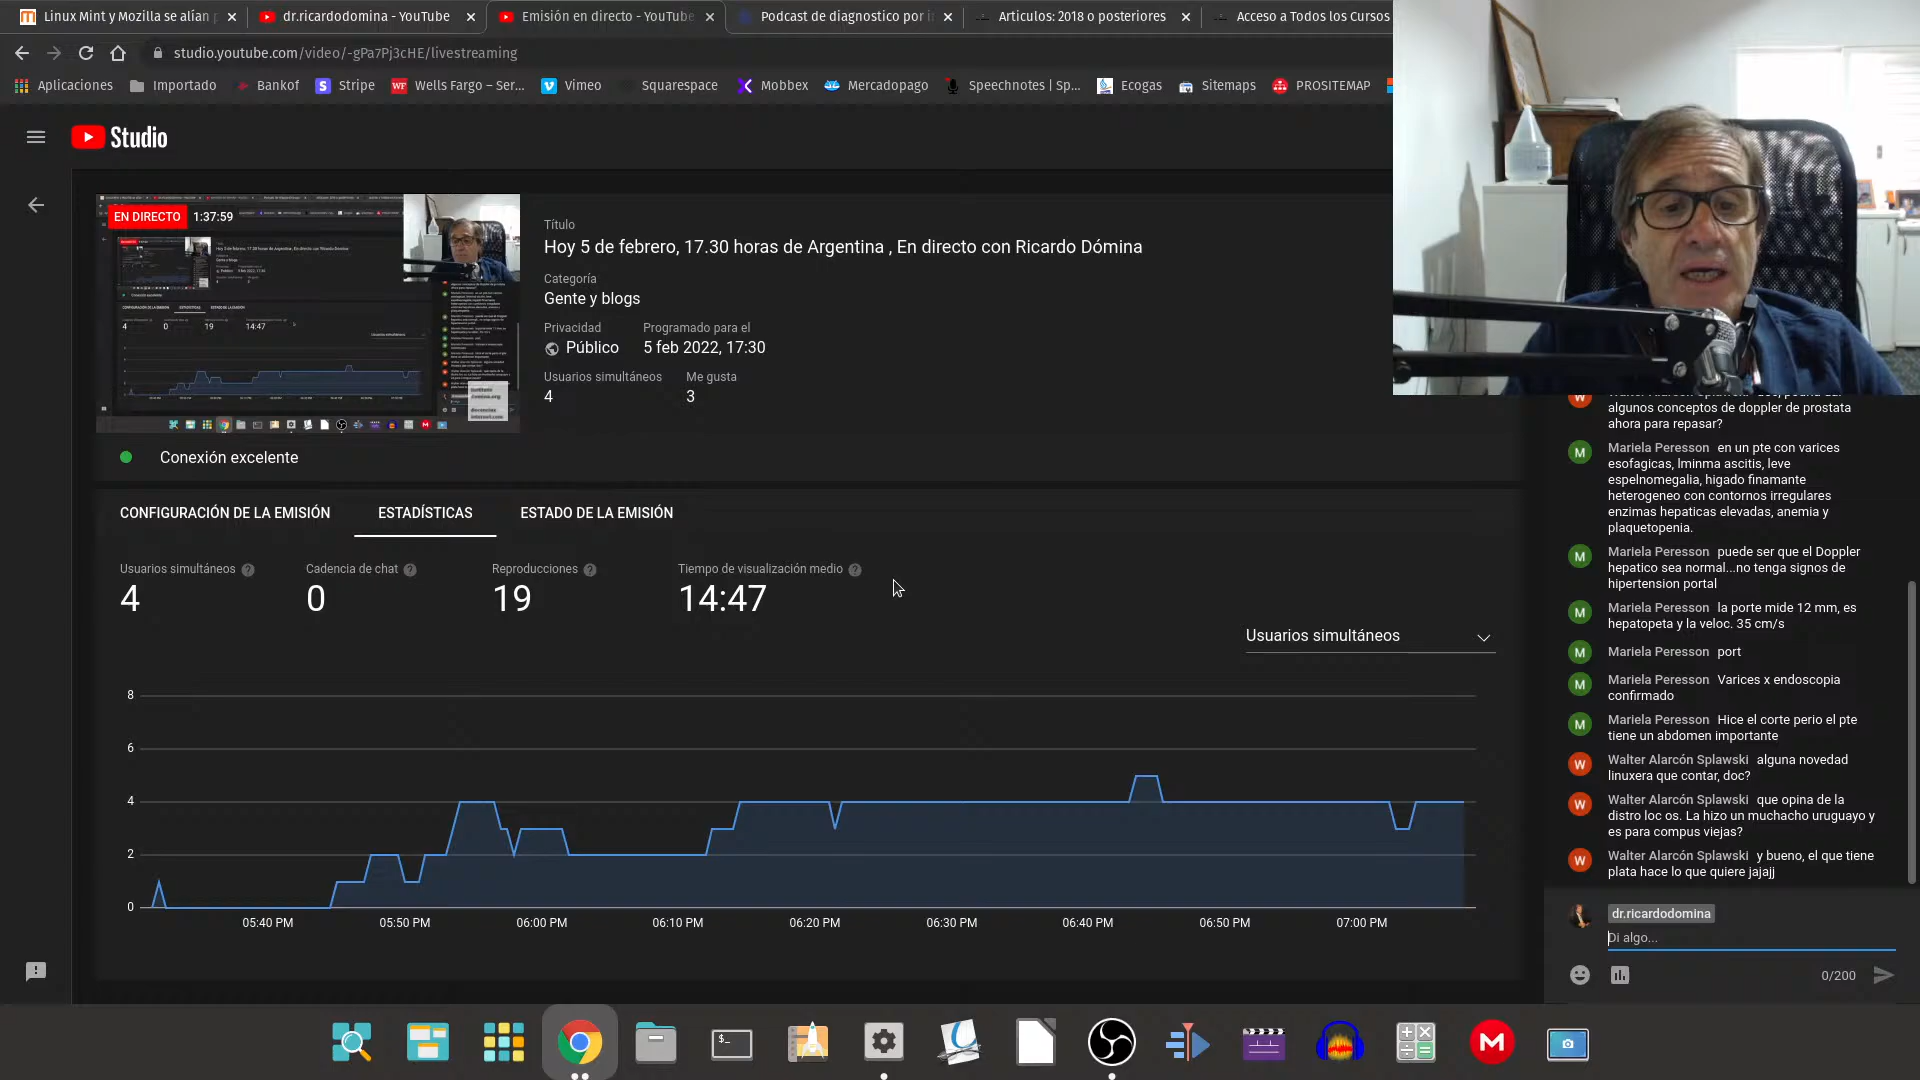 Linux Mint y Mozilla se alían
dr.ricardodomina - YouTube
Emisión en directo - YouTube
Podcast de diagnostico por i
Articulos: 2018 o posteriores
Acceso a Todos los Cursos
studio.youtube.com/video/-gPa7Pj3cHE/livestreaming
Aplicaciones
Importado
Bankof
Stripe
WF Wells Fargo – Ser...
Vimeo
Squarespace
Mobbex
Mercadopago
Speechnotes | Sp...
Ecogas
Sitemaps
PROSITEMAP
Studio
EN DIRECTO 1:37:59
Título
Hoy 5 de febrero, 17.30 horas de Argentina , En directo con Ricardo Dómina
Categoría
Gente y blogs
Privacidad
Programado para el
Público
5 feb 2022, 17:30
Usuarios simultáneos
Me gusta
4
3
Conexión excelente
CONFIGURACIÓN DE LA EMISIÓN
ESTADÍSTICAS
ESTADO DE LA EMISIÓN
Usuarios simultáneos
Cadencia de chat
Reproducciones
Tiempo de visualización medio
4
0
19
14:47
Usuarios simultáneos
8
6
4
2
0
05:40 PM
05:50 PM
06:00 PM
06:10 PM
06:20 PM
06:30 PM
06:40 PM
06:50 PM
07:00 PM
algunos conceptos de doppler de prostata
ahora para repasar?
Mariela Peresson en un pte con varices
esofagicas, lminma ascitis, leve
espelnomegalia, higado finamante
heterogeneo con contornos irregulares
enzimas hepaticas elevadas, anemia y
plaquetopenia.
Mariela Peresson puede ser que el Doppler
hepatico sea normal...no tenga signos de
hipertension portal
Mariela Peresson la porte mide 12 mm, es
hepatopeta y la veloc. 35 cm/s
Mariela Peresson port
Mariela Peresson Varices x endoscopia
confirmado
Mariela Peresson Hice el corte perio el pte
tiene un abdomen importante
Walter Alarcón Splawski alguna novedad
linuxera que contar, doc?
Walter Alarcón Splawski que opina de la
distro loc os. La hizo un muchacho uruguayo y
es para compus viejas?
Walter Alarcón Splawski y bueno, el que tiene
plata hace lo que quiere jajajj
dr.ricardodomina
Di algo...
0/200